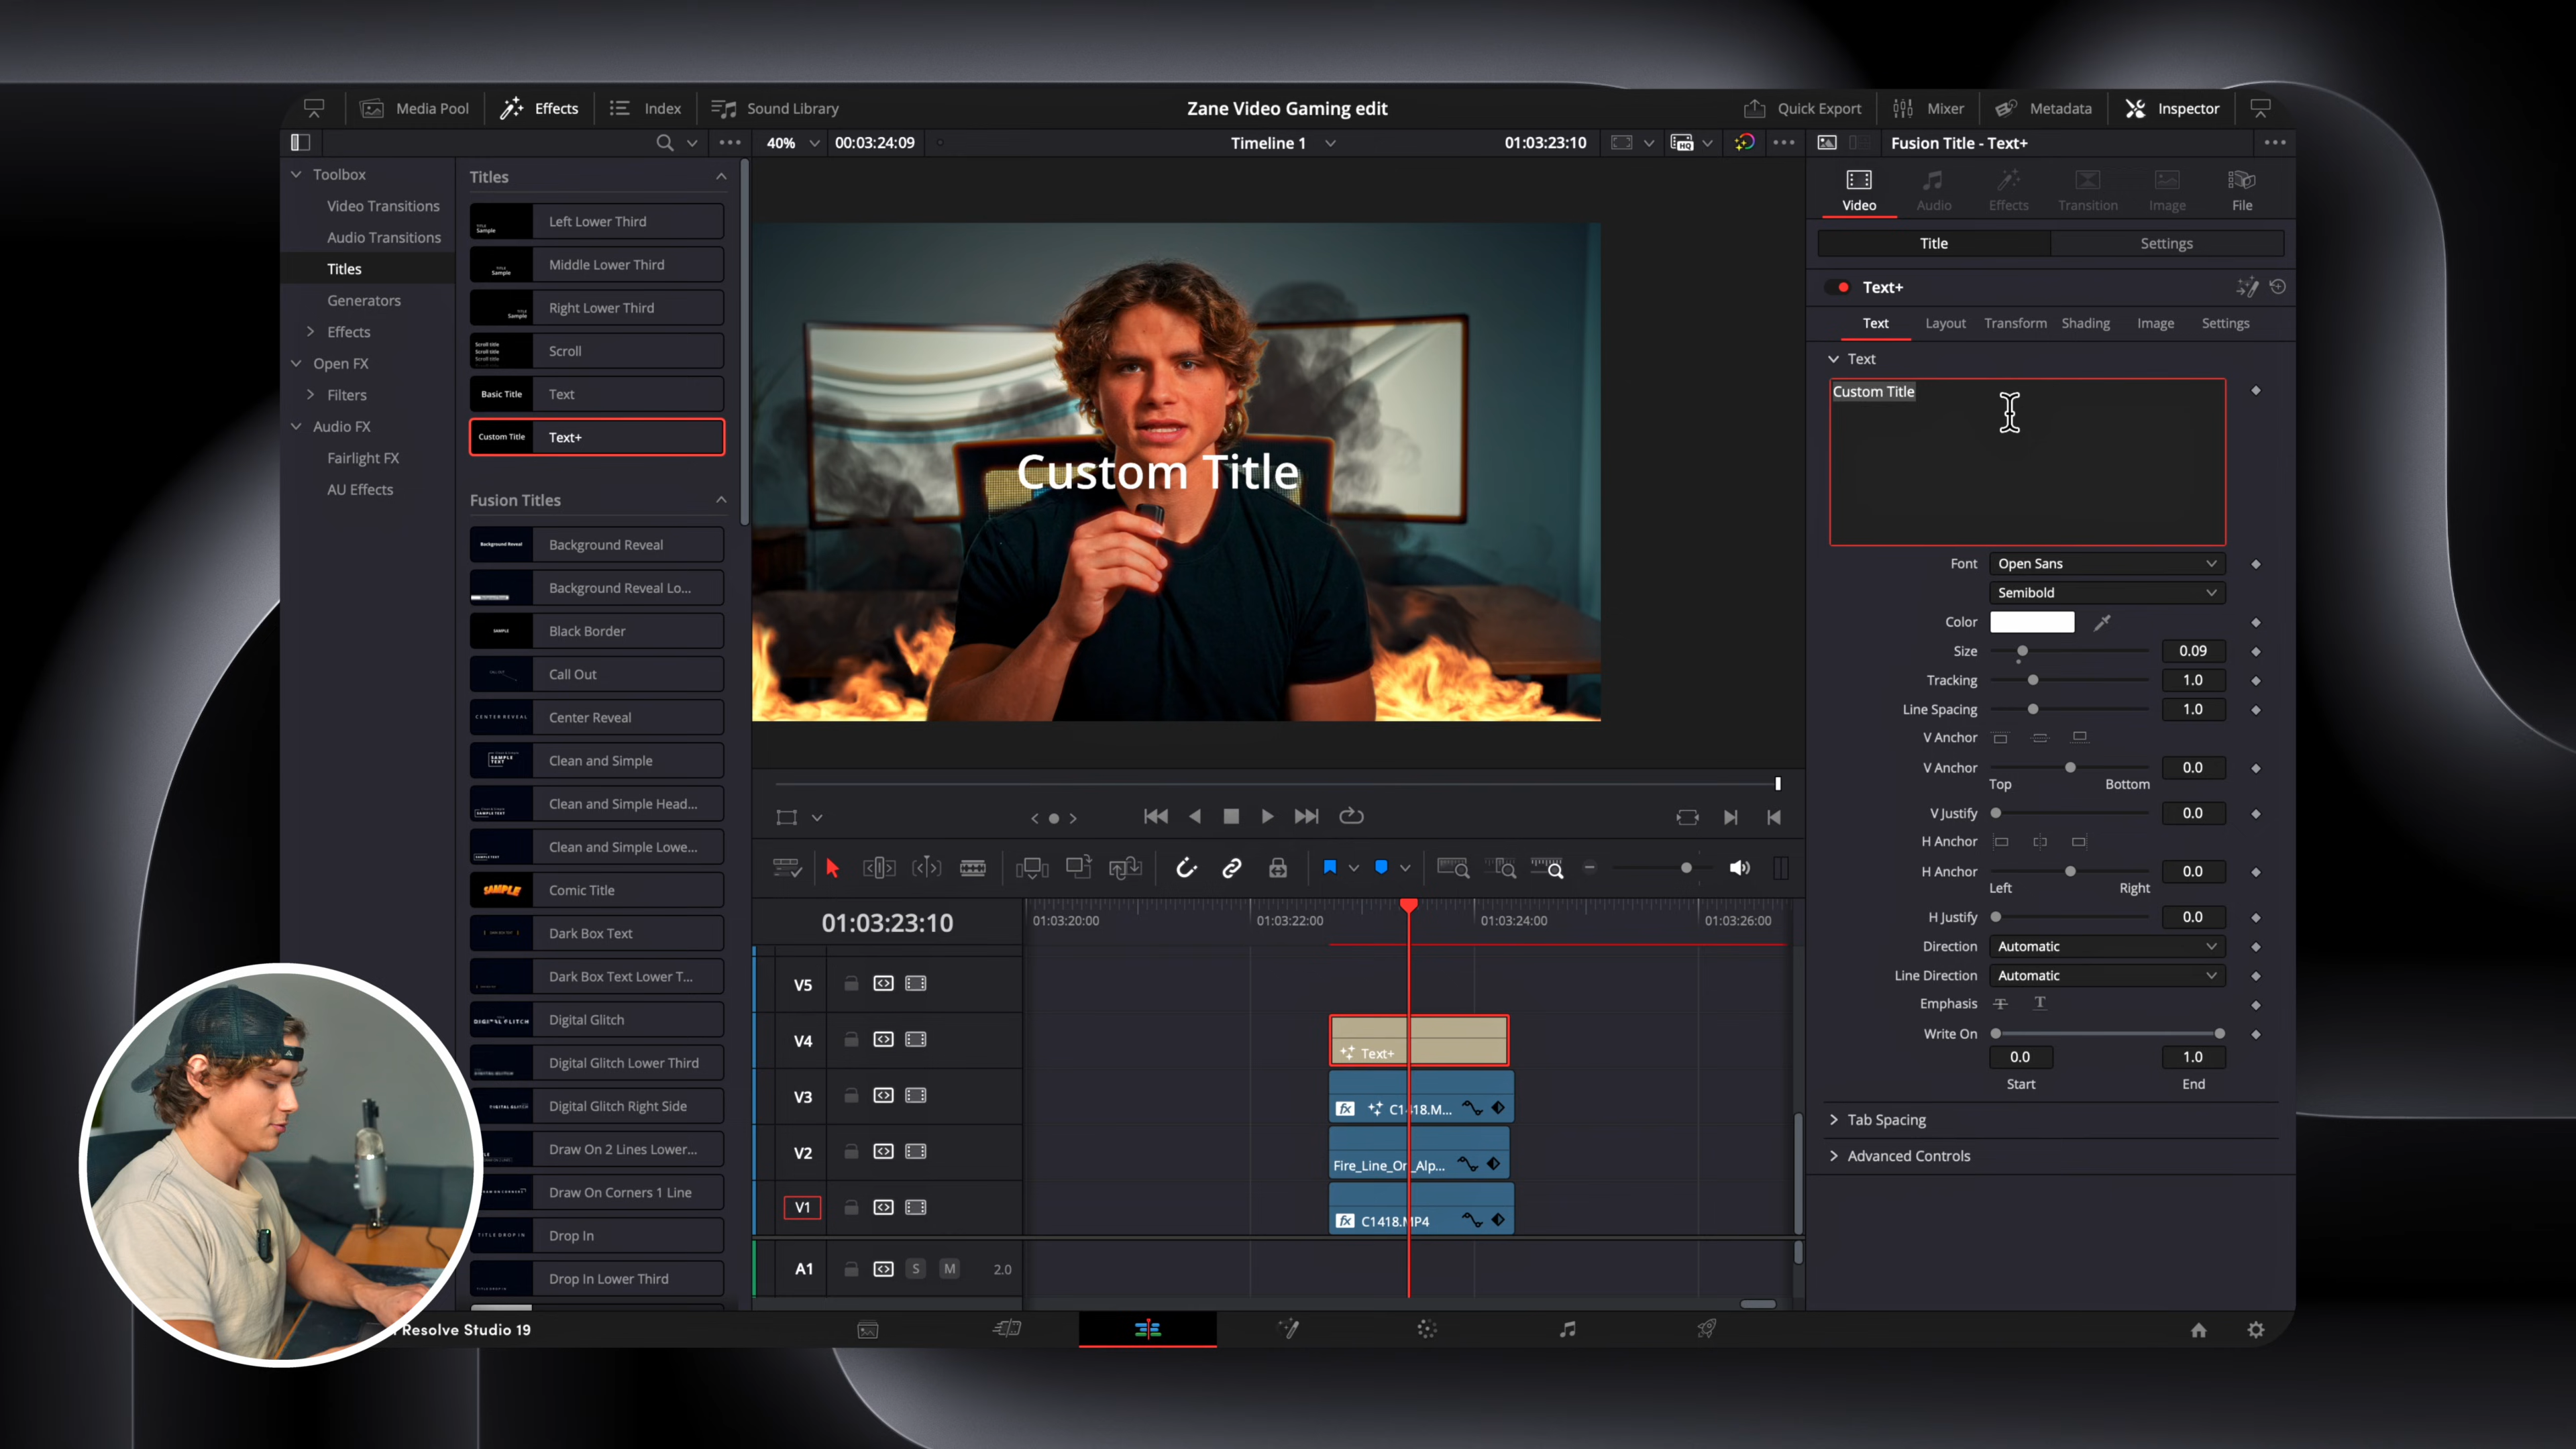 Media Pool
Effects
Index
Sound Library
Zane Video Gaming edit
Quick Export
Mixer
Metadata
Inspector
40%
00:03:24:09
Timeline 1
01:03:23:10
Fusion Title - Text+
Toolbox
Video Transitions
Audio Transitions
Titles
Generators
Effects
Open FX
Filters
Audio FX
Fairlight FX
AU Effects
Titles
Left Lower Third
Middle Lower Third
Right Lower Third
Scroll
Basic Title
Text
Custom Title
Text+
Fusion Titles
Background Reveal
Background Reveal
Background Reveal Lo...
SAMPLE
Black Border
Call Out
CENTER REVEAL
Center Reveal
SAMPLE TEXT
Clean and Simple
Clean and Simple Head...
Clean and Simple Lowe...
SAMPLE
Comic Title
Dark Box Text
Dark Box Text Lower T...
DIGITAL GLITCH
Digital Glitch
Digital Glitch Lower Third
Digital Glitch Right Side
Draw On 2 Lines Lower...
Draw On Corners 1 Line
TITLE DROP IN
Drop In
Drop In Lower Third
Custom Title
Video
Audio
Effects
Transition
Image
File
Title
Settings
Text+
Text
Layout
Transform
Shading
Image
Settings
Text
Custom Title
Font
Open Sans
Semibold
Color
Size
0.09
Tracking
1.0
Line Spacing
1.0
V Anchor
V Anchor
0.0
Top
Bottom
V Justify
0.0
H Anchor
H Anchor
0.0
Left
Right
H Justify
0.0
Direction
Automatic
Line Direction
Automatic
Emphasis
Write On
0.0
1.0
Start
End
Tab Spacing
Advanced Controls
01:03:23:10
01:03:20:00
01:03:22:00
01:03:24:00
01:03:26:00
V5
V4
Text+
V3
fx
C1418.M...
V2
Fire_Line_On_Alp...
V1
fx
C1418.MP4
A1
S
M
2.0
Resolve Studio 19